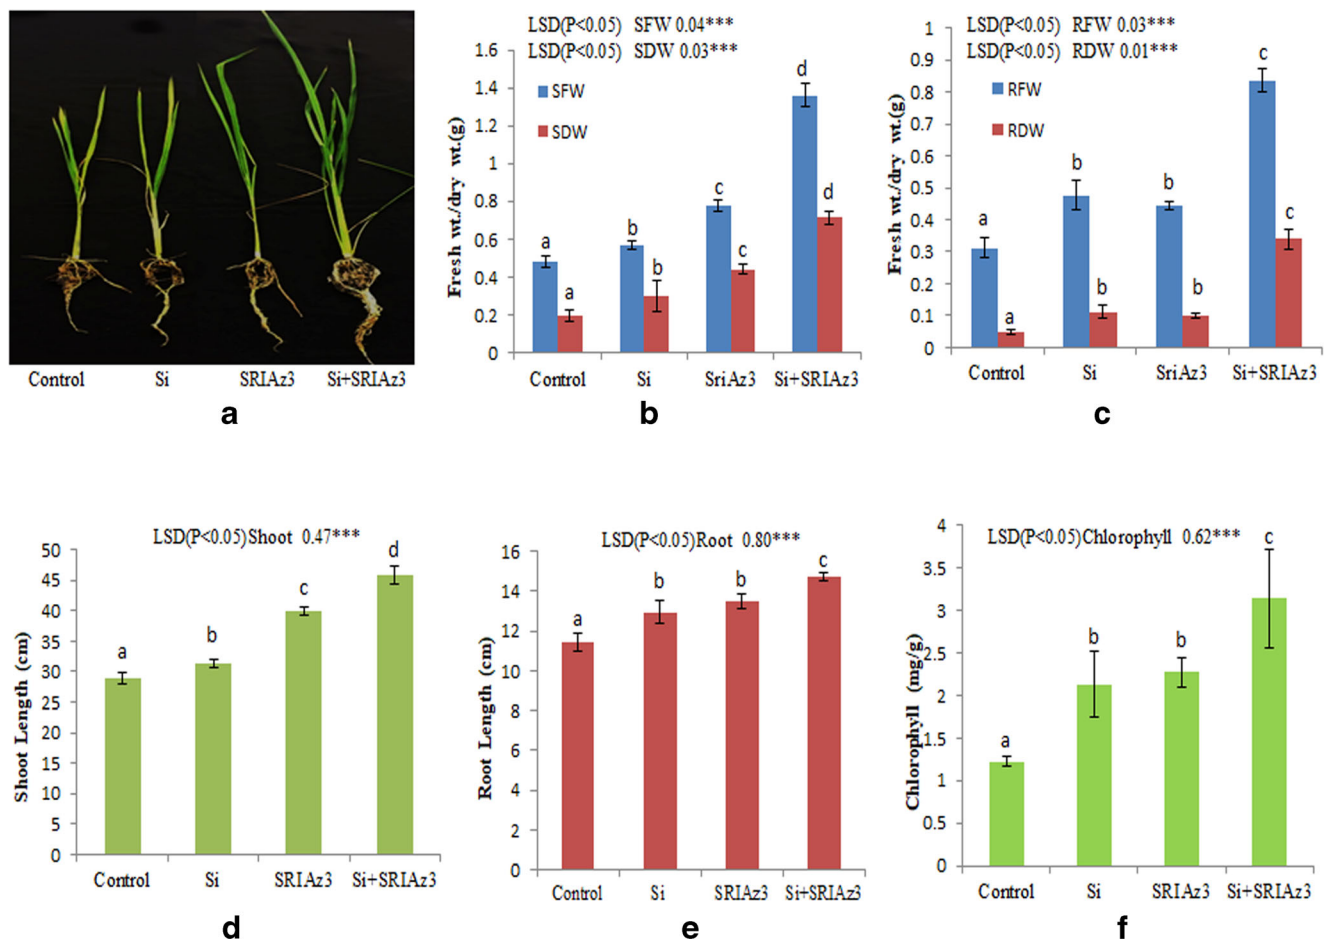 Control Si SRIAz3 Si+SRIAz3
a
LSD(P<0.05) SFW 0.04***
LSD(P<0.05) SDW 0.03***
Fresh wt./dry wt.(g)
1.6
1.4
1.2
1
0.8
0.6
0.4
0.2
0
SFW
SDW
a a b b c c d d
Control Si SriAz3 Si+SRIAz3
b
LSD(P<0.05) RFW 0.03***
LSD(P<0.05) RDW 0.01***
Fresh wt./dry wt.(g)
1
0.9
0.8
0.7
0.6
0.5
0.4
0.3
0.2
0.1
0
RFW
RDW
a a b b b b c c
Control Si SriAz3 Si+SRIAz3
c
LSD(P<0.05)Shoot 0.47***
Shoot Length (cm)
50
45
40
35
30
25
20
15
10
5
0
a b c d
Control Si SRIAz3 Si+SRIAz3
d
LSD(P<0.05)Root 0.80***
Root Length (cm)
16
14
12
10
8
6
4
2
0
a b b c
Control Si SRIAz3 Si+SRIAz3
e
LSD(P<0.05)Chlorophyll 0.62***
Chlorophyll (mg/g)
4
3.5
3
2.5
2
1.5
1
0.5
0
a b b c
Control Si SRIAz3 Si+SRIAz3
f